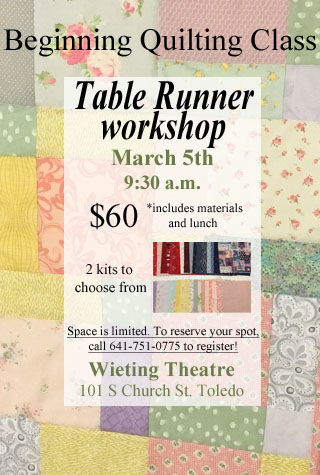 Beginning Quilting Class
Table Runner
workshop
March 5th
9:30 a.m.
$60 *includes materials
and lunch
2 kits to
choose from
Space is limited. To reserve your spot,
call 641-751-0775 to register!
Wieting Theatre
101 S Church St. Toledo